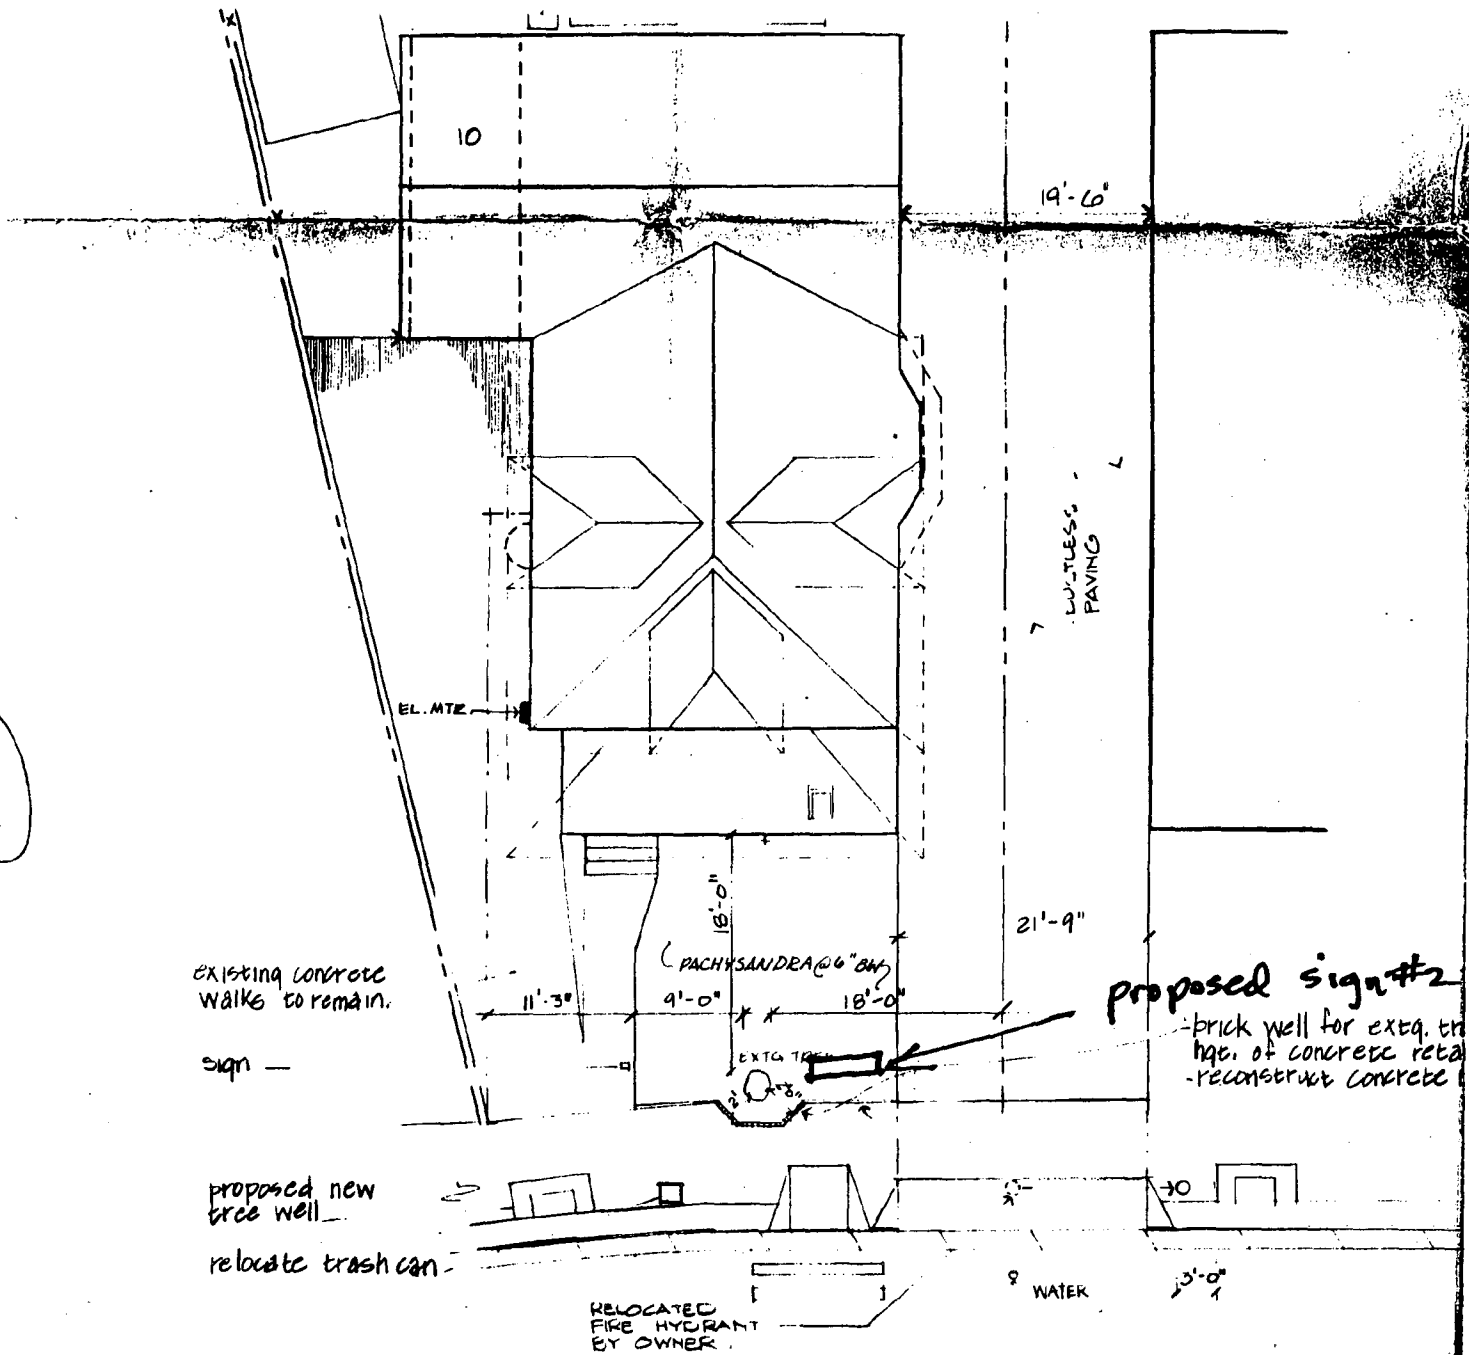 10
19'-6"
PAVING
EL. MTR
18'-0"
21'-9"
existing concrete
walks to remain.
PACHYSANDRA @ 6"
11'-3"
9'-0"
18'-0"
proposed sign #2
-brick well for extg.
hgt. of concrete
-reconstruct concrete
sign
EXTG
2'
proposed new
tree well
relocate trash can
WATER
3'-0"
RELOCATED
FIRE HYDRANT
BY OWNER.